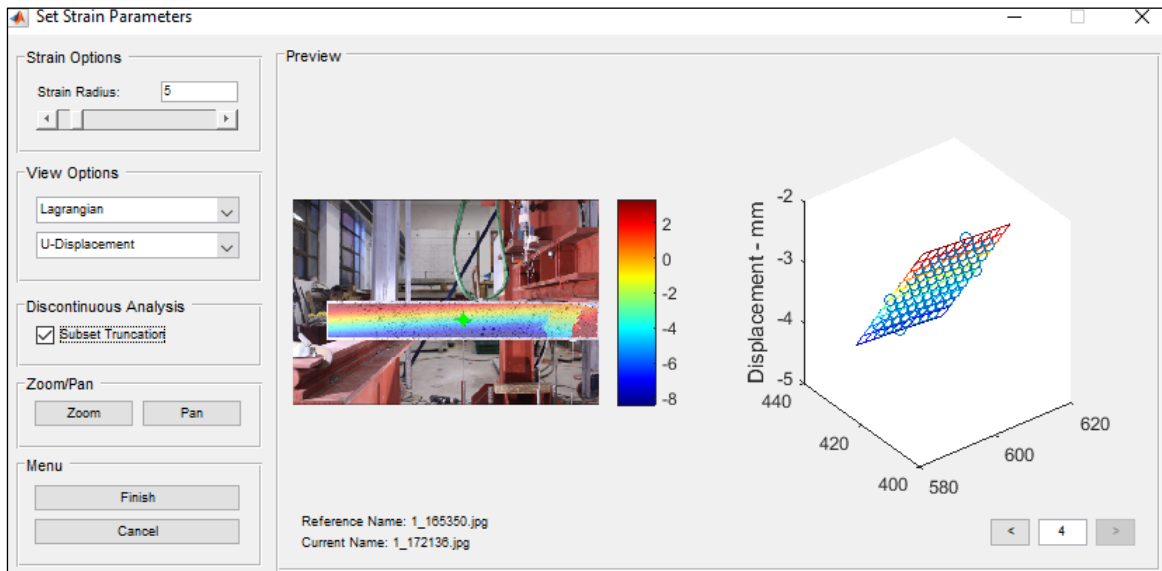 Set Strain Parameters
Strain Options
Strain Radius: 5
View Options
Lagrangian
U-Displacement
Discontinuous Analysis
Subset Truncation
Zoom/Pan
Zoom Pan
Menu
Finish
Cancel
Preview
2
0
-2
-4
-6
-8
Displacement - mm
-2
-3
-4
-5
440
420
400
580
600
620
Reference Name: 1_165350.jpg
Current Name: 1_172136.jpg
< 4 >